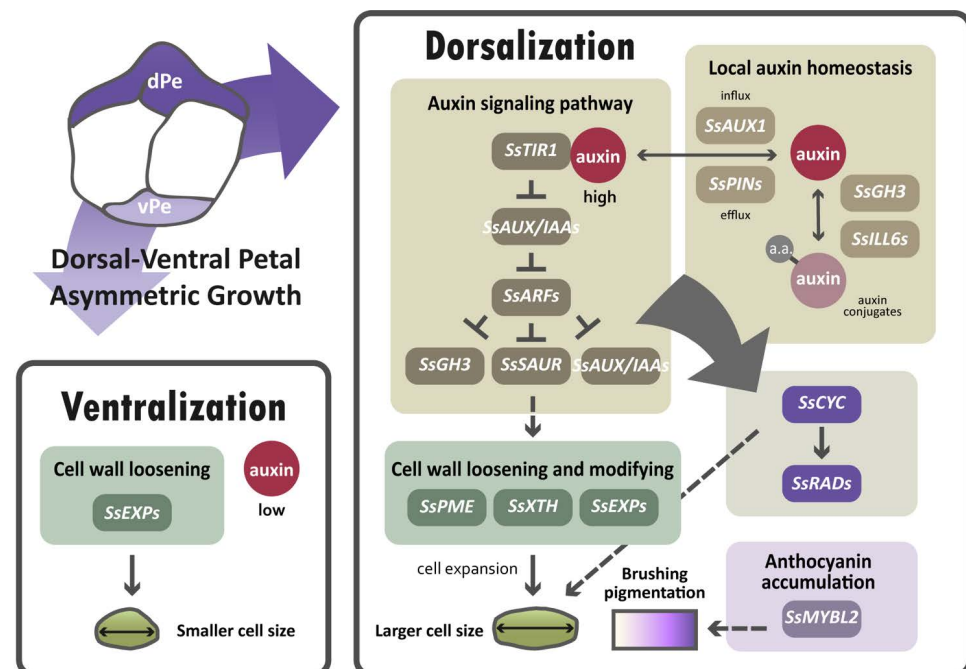 dPe
vPe
Dorsal-Ventral Petal
Asymmetric Growth
Ventralization
Cell wall loosening
SsEXPs
auxin
low
Smaller cell size
Dorsalization
Auxin signaling pathway
SsTIR1
auxin
high
SsAUX/IAAs
SsARFs
SsGH3
SsSAUR
SsAUX/IAAs
Local auxin homeostasis
influx
SsAUX1
SsPINs
efflux
auxin
SsGH3
SsILL6s
a.a.
auxin
auxin
conjugates
SsCYC
SsRADs
Cell wall loosening and modifying
SsPME
SsXTH
SsEXPs
cell expansion
Larger cell size
Brushing
pigmentation
Anthocyanin
accumulation
SsMYBL2